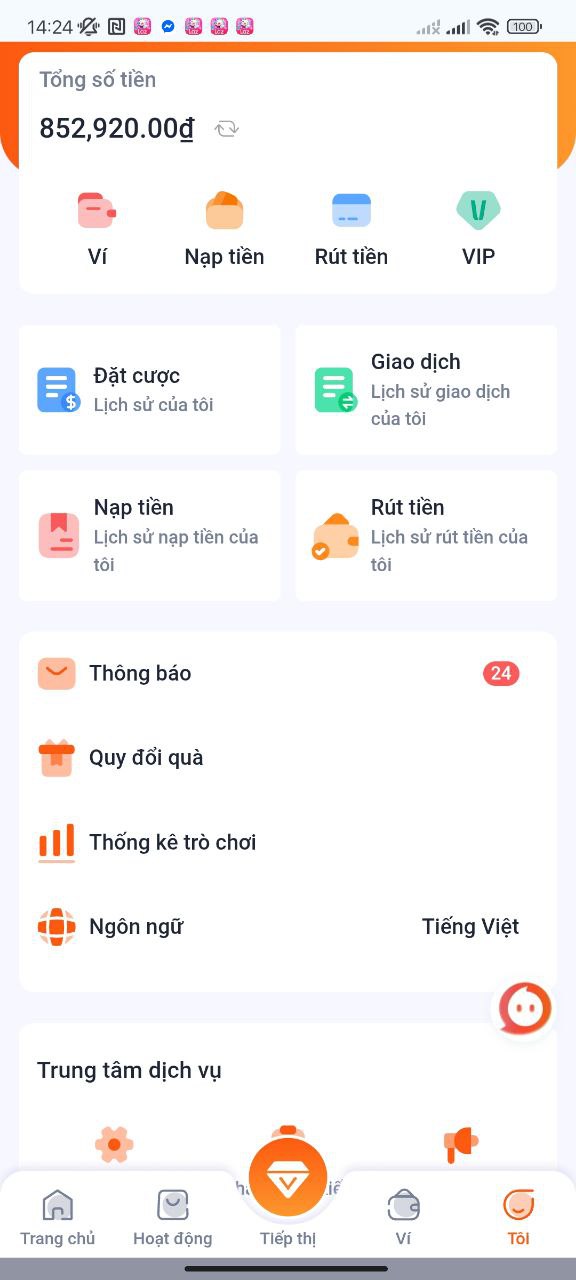 14:24
100
Tổng số tiền
852,920.00₫
Ví
Nạp tiền
Rút tiền
VIP
Đặt cược
Lịch sử của tôi
Giao dịch
Lịch sử giao dịch
của tôi
Nạp tiền
Lịch sử nạp tiền của
tôi
Rút tiền
Lịch sử rút tiền của
tôi
Thông báo
24
Quy đổi quà
Thống kê trò chơi
Ngôn ngữ
Tiếng Việt
Trung tâm dịch vụ
Trang chủ
Hoạt động
Tiếp thị
Ví
Tôi